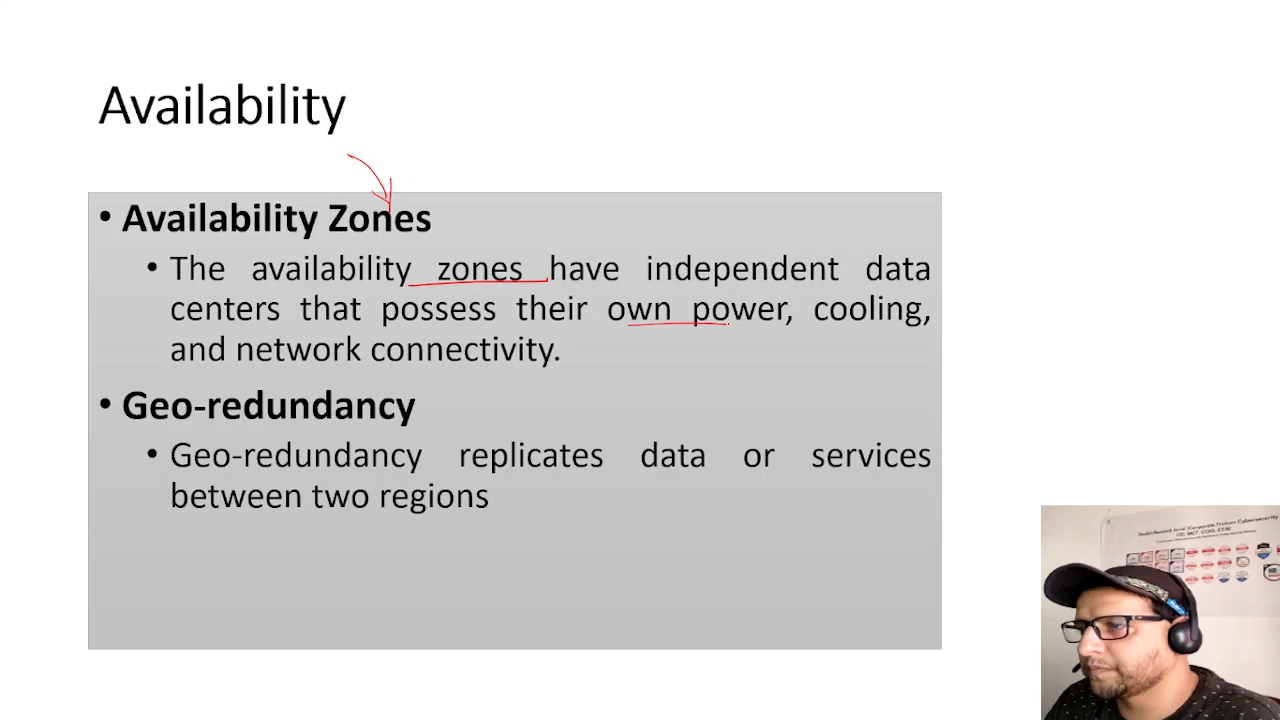 Availability
• Availability Zones
• The availability zones have independent data
centers that possess their own power, cooling,
and network connectivity.
• Geo-redundancy
• Geo-redundancy replicates data or services
between two regions